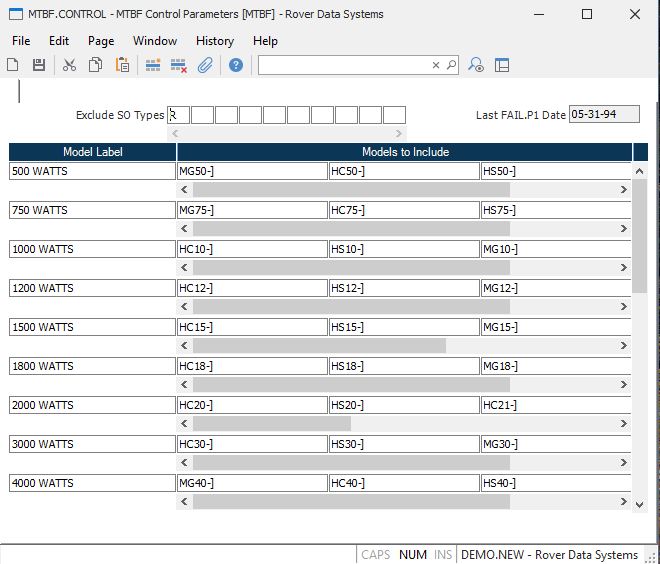 MTBF.CONTROL - MTBF Control Parameters [MTBF] - Rover Data Systems
File Edit Page Window History Help
Exclude SO Types R Last FAIL.P1 Date 05-31-94
Model Label Models to Include
500 WATTS MG50-] HC50-] HS50-]
750 WATTS MG75-] HC75-] HS75-]
1000 WATTS HC10-] HS10-] MG10-]
1200 WATTS HC12-] HS12-] MG12-]
1500 WATTS HC15-] HS15-] MG15-]
1800 WATTS HC18-] HS18-] MG18-]
2000 WATTS HC20-] HS20-] HC21-]
3000 WATTS HC30-] HS30-] MG30-]
4000 WATTS MG40-] HC40-] HS40-]
CAPS NUM INS DEMO.NEW - Rover Data Systems